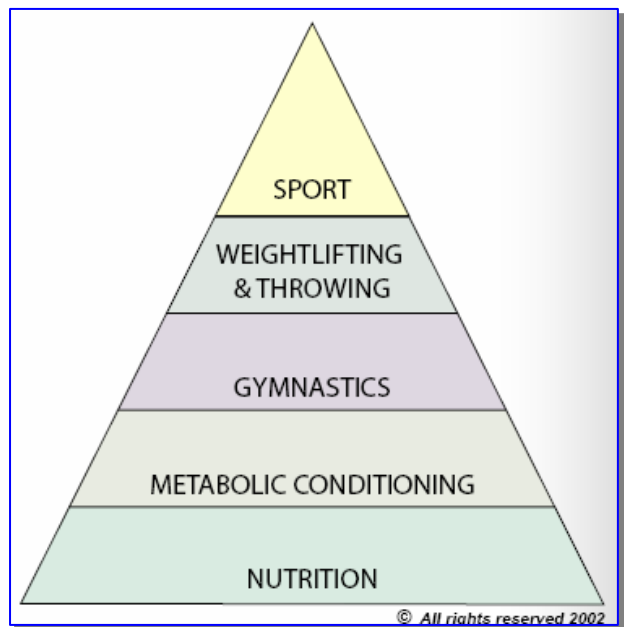 SPORT
WEIGHTLIFTING
& THROWING
GYMNASTICS
METABOLIC CONDITIONING
NUTRITION
© All rights reserved 2002